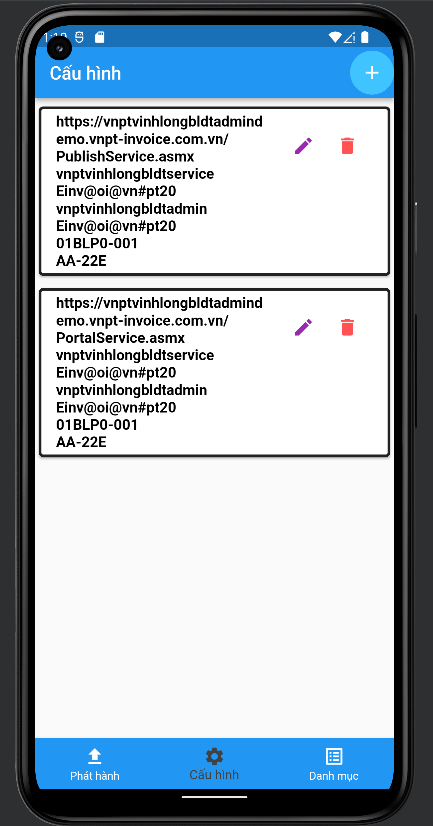 1:10
Cấu hình
https://vnptvinhlongbldtadmind
emo.vnpt-invoice.com.vn/
PublishService.asmx
vnptvinhlongbldtservice
Einv@oi@vn#pt20
vnptvinhlongbldtadmin
Einv@oi@vn#pt20
01BLP0-001
AA-22E
https://vnptvinhlongbldtadmind
emo.vnpt-invoice.com.vn/
PortalService.asmx
vnptvinhlongbldtservice
Einv@oi@vn#pt20
vnptvinhlongbldtadmin
Einv@oi@vn#pt20
01BLP0-001
AA-22E
Phát hành
Cấu hình
Danh mục